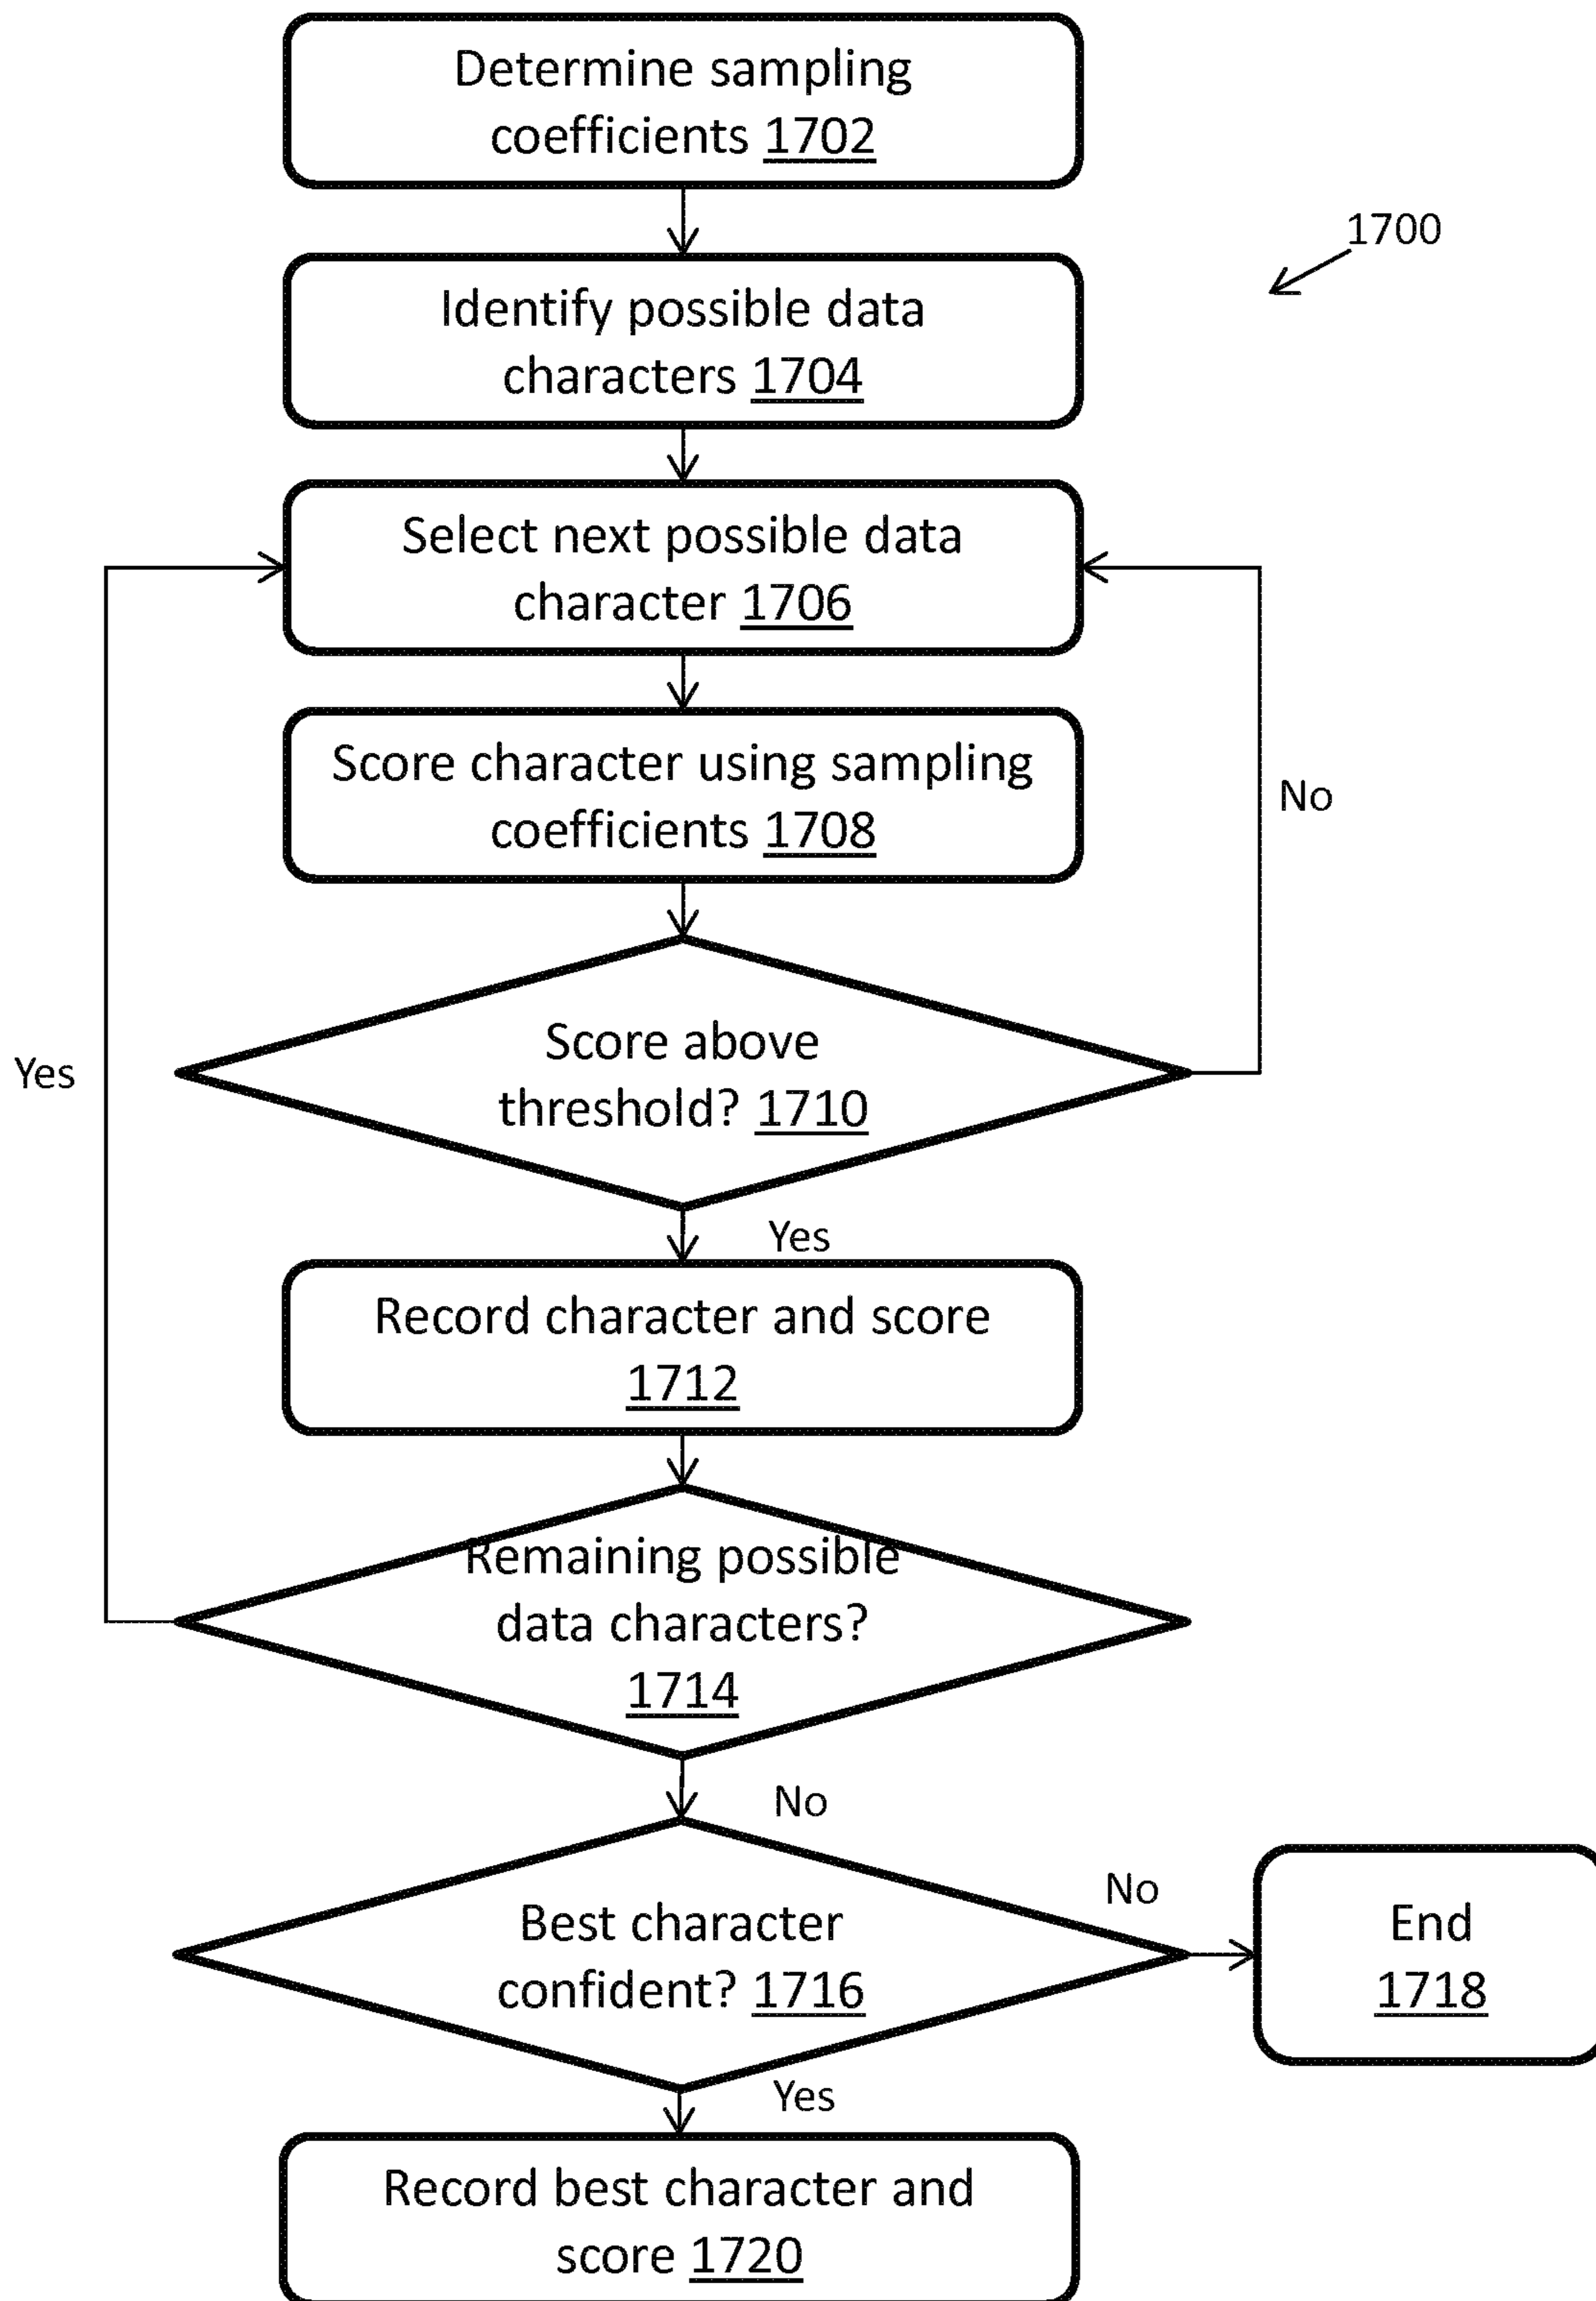 Determine sampling
coefficients 1702
1700
Identify possible data
characters 1704
Select next possible data
character 1706
Score character using sampling
coefficients 1708
No
Score above
threshold? 1710
Yes
Yes
Record character and score
1712
Remaining possible
data characters?
1714
No
Best character
confident? 1716
No
End
1718
Yes
Record best character and
score 1720